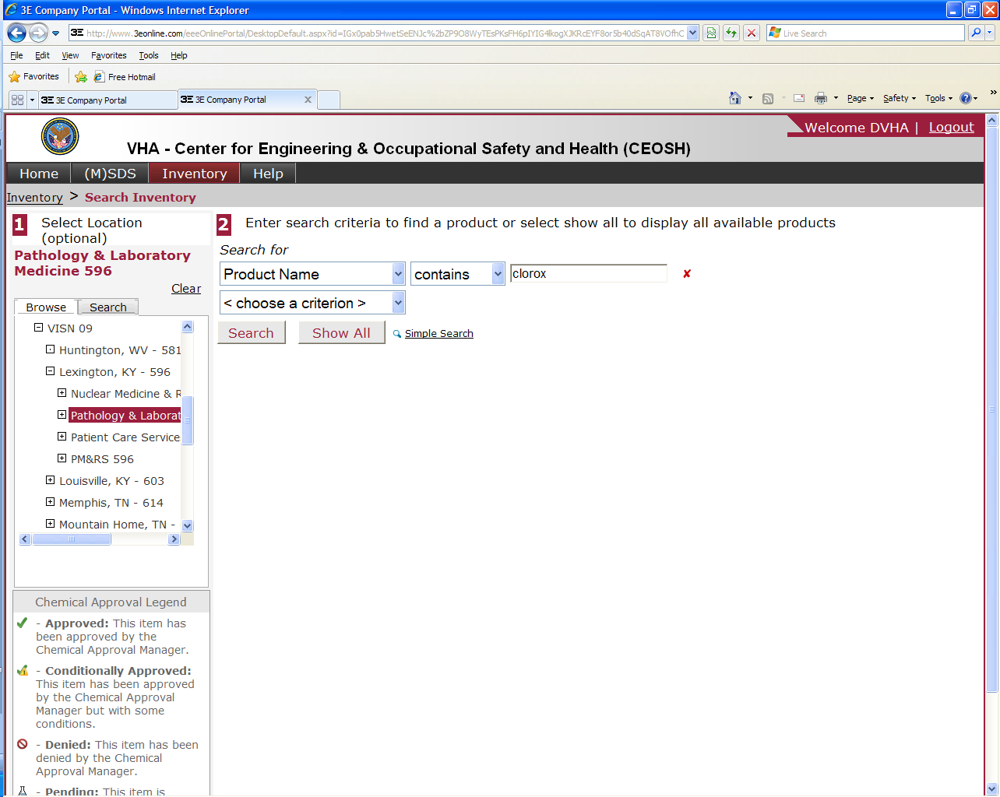 3E Company Portal - Windows Internet Explorer
http://www.3eonline.com/eeeOnlinePortal/DesktopDefault.aspx?id=IGx0pab5HwetSeENJc%2bZP9O8WyTEsPKsFH6pIYIG4lkogXJKRcEYF8or5b40dSqAT8VOfhC
Live Search
File Edit View Favorites Tools Help
Favorites Free Hotmail
3E 3E Company Portal 3E 3E Company Portal Page Safety Tools
Welcome DVHA | Logout
VHA - Center for Engineering & Occupational Safety and Health (CEOSH)
Home (M)SDS Inventory Help
Inventory > Search Inventory
1 Select Location
(optional)
Pathology & Laboratory
Medicine 596
Clear
Browse Search
VISN 09
Huntington, WV - 581
Lexington, KY - 596
Nuclear Medicine & R
Pathology & Laborat
Patient Care Service
PM&RS 596
Louisville, KY - 603
Memphis, TN - 614
Mountain Home, TN -
Chemical Approval Legend
- Approved: This item has
been approved by the
Chemical Approval Manager.
- Conditionally Approved:
This item has been approved
by the Chemical Approval
Manager but with some
conditions.
- Denied: This item has been
denied by the Chemical
Approval Manager.
- Pending: This item is
2 Enter search criteria to find a product or select show all to display all available products
Search for
Product Name contains clorox
< choose a criterion >
Search Show All Simple Search